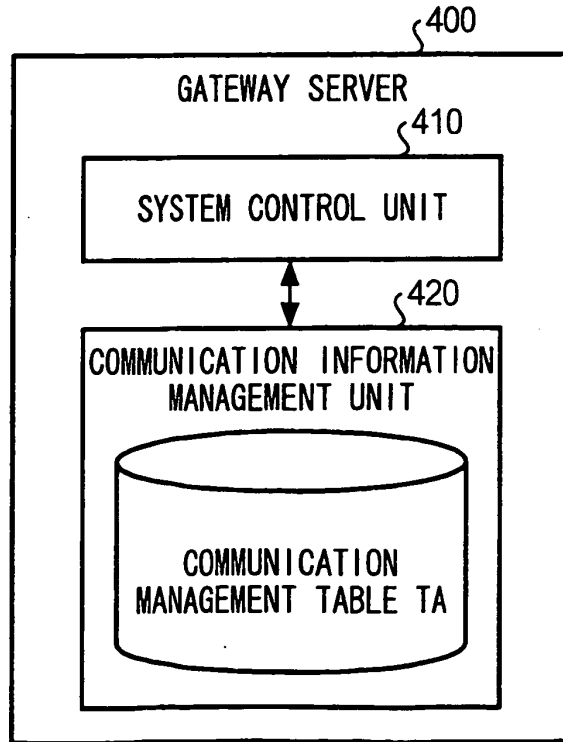 400
GATEWAY SERVER
410
SYSTEM CONTROL UNIT
420
COMMUNICATION INFORMATION
MANAGEMENT UNIT
COMMUNICATION
MANAGEMENT TABLE TA